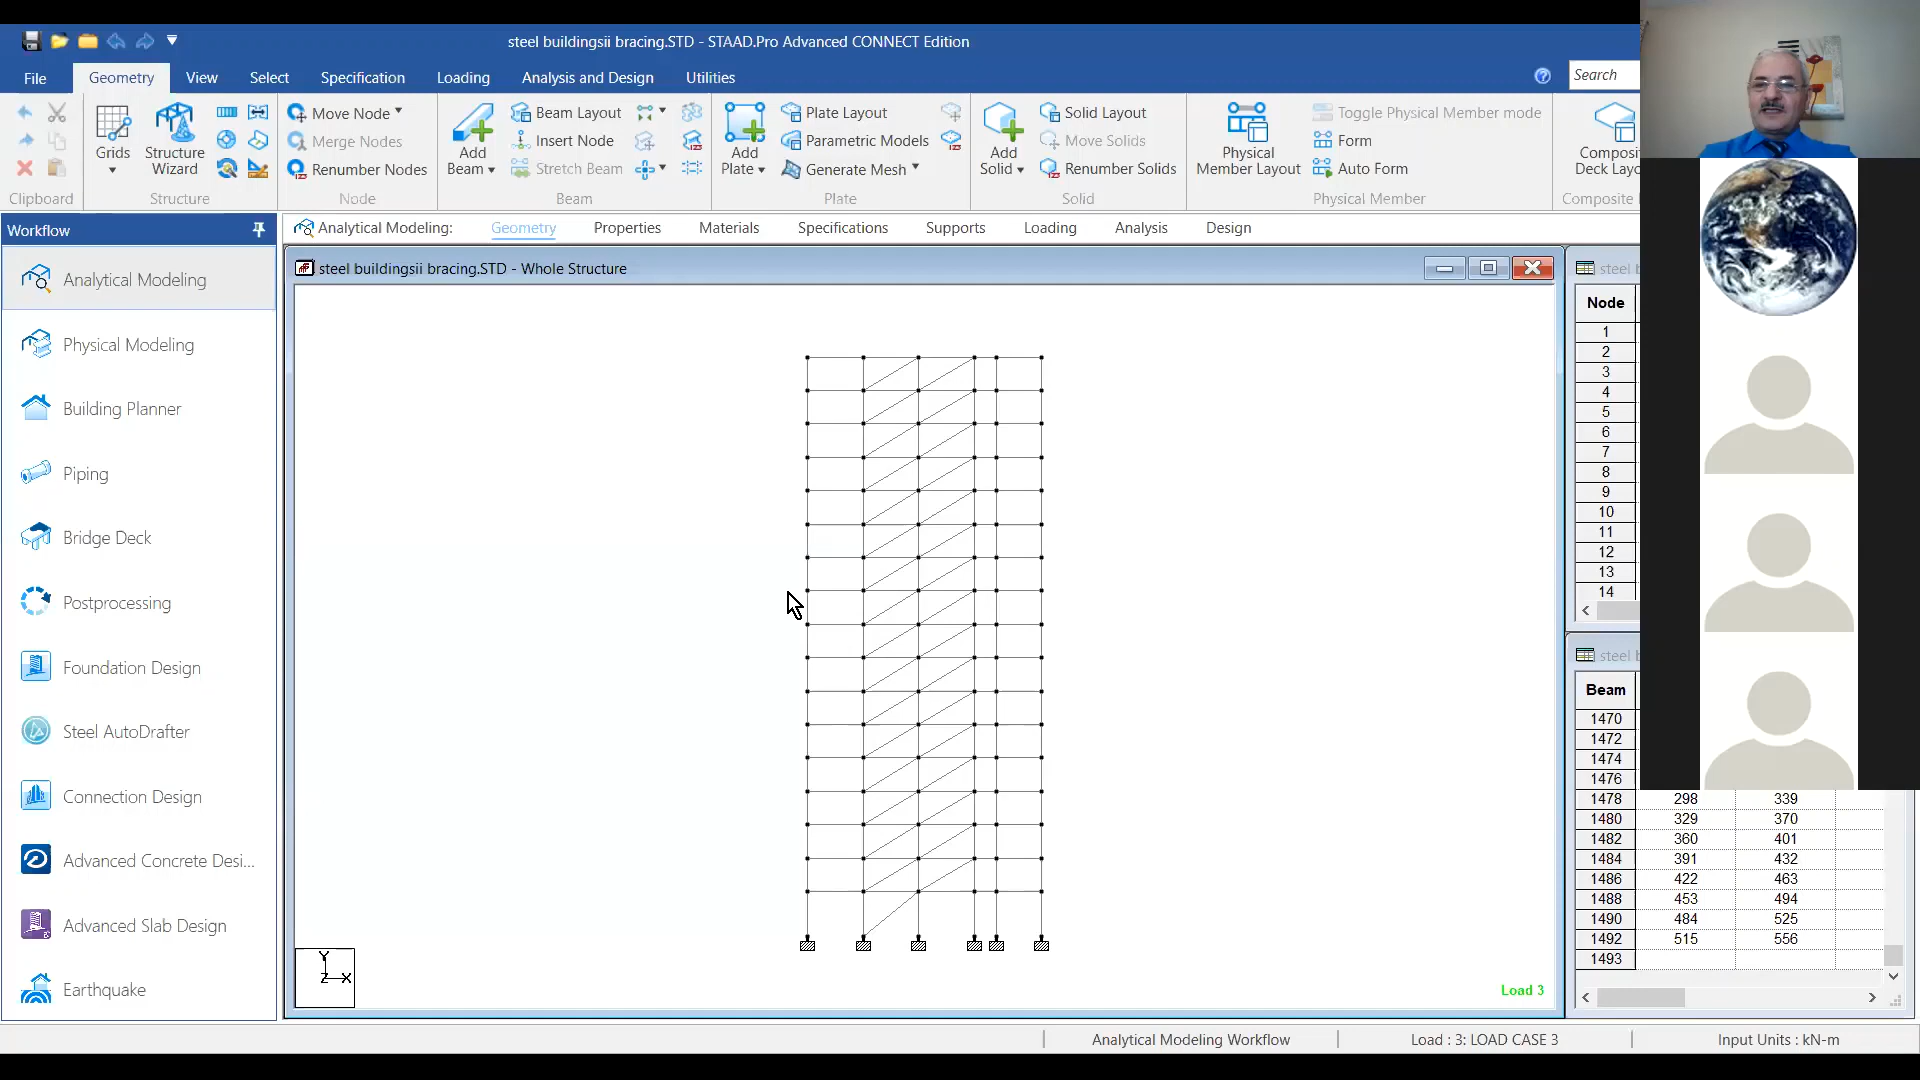 steel buildingsii bracing.STD - STAAD.Pro Advanced CONNECT Edition
File Geometry View Select Specification Loading Analysis and Design Utilities
Search
Grids
Structure Wizard
Move Node
Merge Nodes
Renumber Nodes
Add Beam
Beam Layout
Insert Node
Stretch Beam
Add Plate
Plate Layout
Parametric Models
Generate Mesh
Add Solid
Solid Layout
Move Solids
Renumber Solids
Physical Member Layout
Toggle Physical Member mode
Form
Auto Form
Clipboard Structure Node Beam Plate Solid Physical Member Composite
Workflow
Analytical Modeling: Geometry Properties Materials Specifications Supports Loading Analysis Design
Analytical Modeling
Physical Modeling
Building Planner
Piping
Bridge Deck
Postprocessing
Foundation Design
Steel AutoDrafter
Connection Design
Advanced Concrete Desi...
Advanced Slab Design
Earthquake
steel buildingsii bracing.STD - Whole Structure
Y
Z X
Load 3
Node
1
2
3
4
5
6
7
8
9
10
11
12
13
14
Beam
1470
1472
1474
1476
1478 298 339
1480 329 370
1482 360 401
1484 391 432
1486 422 463
1488 453 494
1490 484 525
1492 515 556
1493
Analytical Modeling Workflow Load : 3: LOAD CASE 3 Input Units : kN-m